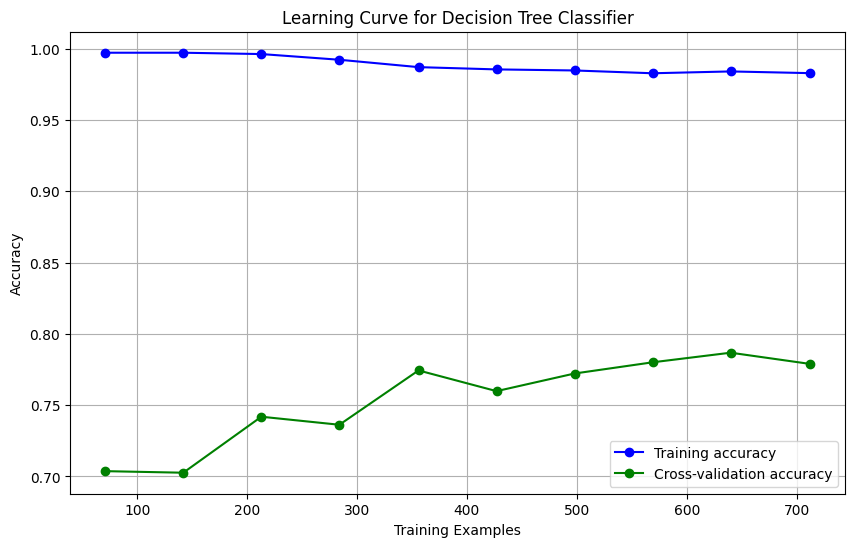 Learning Curve for Decision Tree Classifier
Accuracy
1.00
0.95
0.90
0.85
0.80
0.75
0.70
Training accuracy
Cross-validation accuracy
100 200 300 400 500 600 700
Training Examples